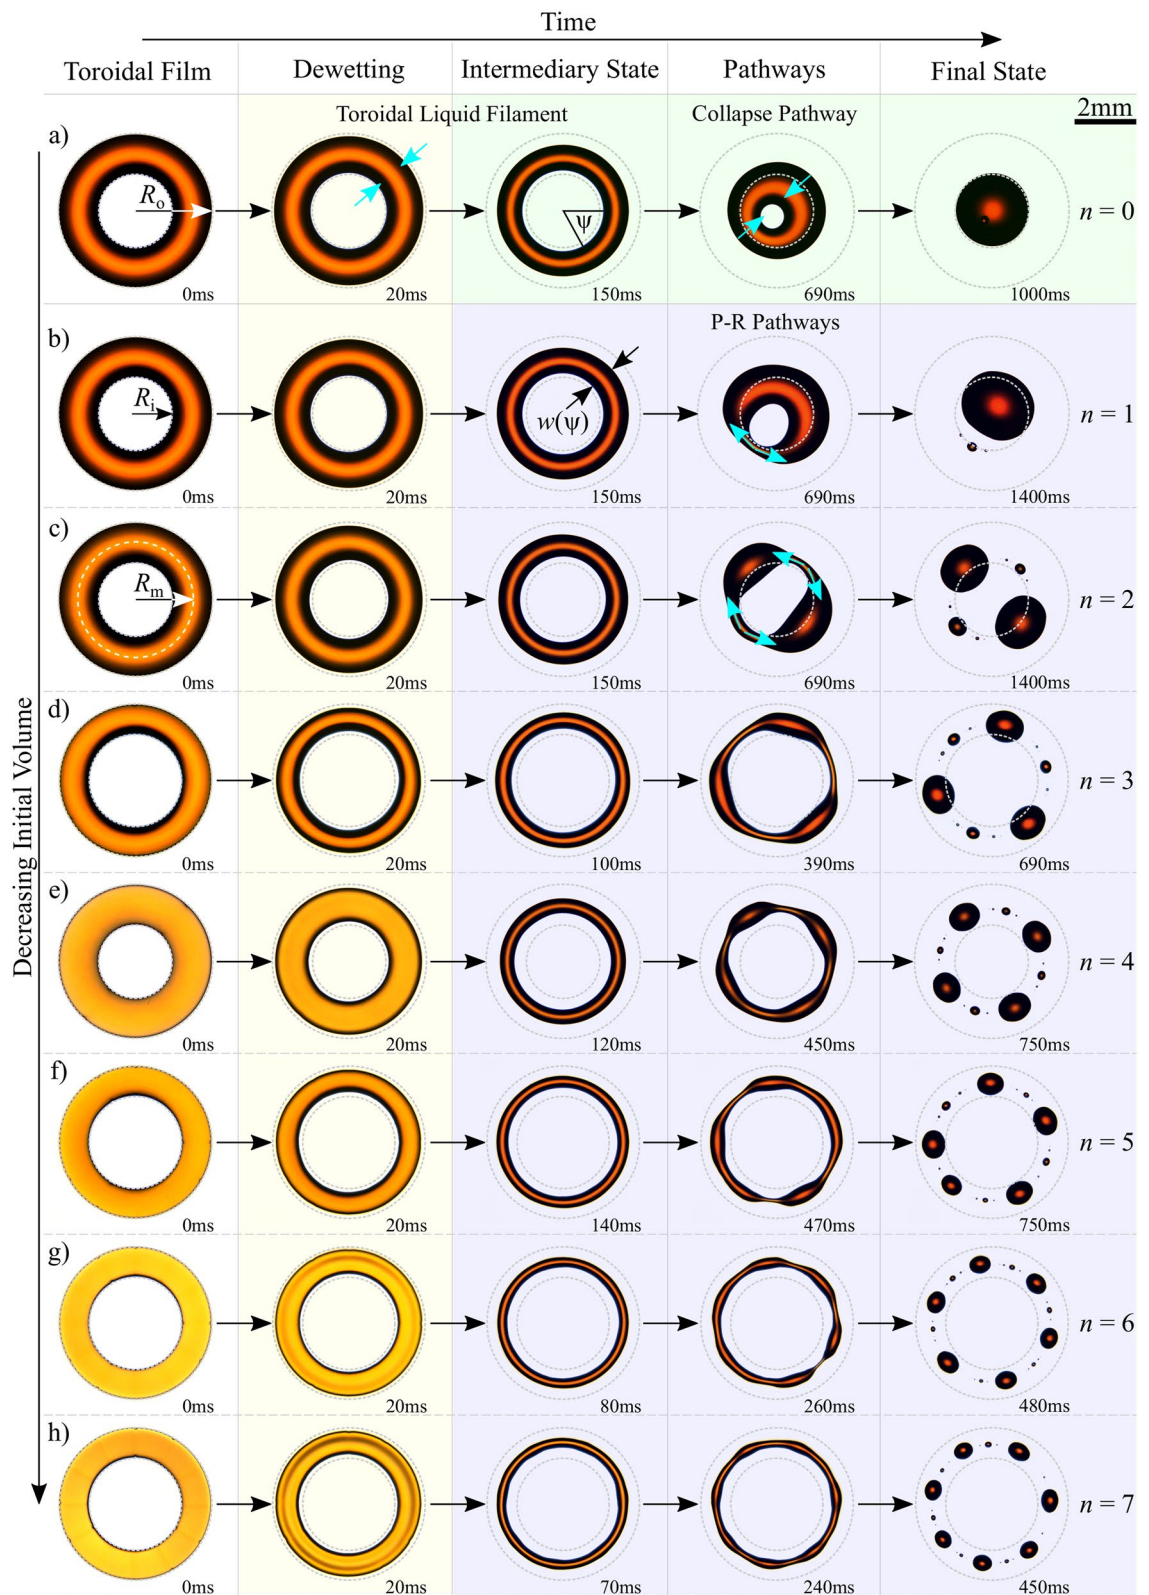 Time
Toroidal Film
Dewetting
Intermediary State
Pathways
Final State
Toroidal Liquid Filament
Collapse Pathway
2mm
a)
Rₒ
ψ
n = 0
0ms
20ms
150ms
690ms
1000ms
P-R Pathways
b)
Rᵢ
w(ψ)
n = 1
0ms
20ms
150ms
690ms
1400ms
c)
Rₘ
n = 2
0ms
20ms
150ms
690ms
1400ms
Decreasing Initial Volume
d)
n = 3
0ms
20ms
100ms
390ms
690ms
e)
n = 4
0ms
20ms
120ms
450ms
750ms
f)
n = 5
0ms
20ms
140ms
470ms
750ms
g)
n = 6
0ms
20ms
80ms
260ms
480ms
h)
n = 7
0ms
20ms
70ms
240ms
450ms